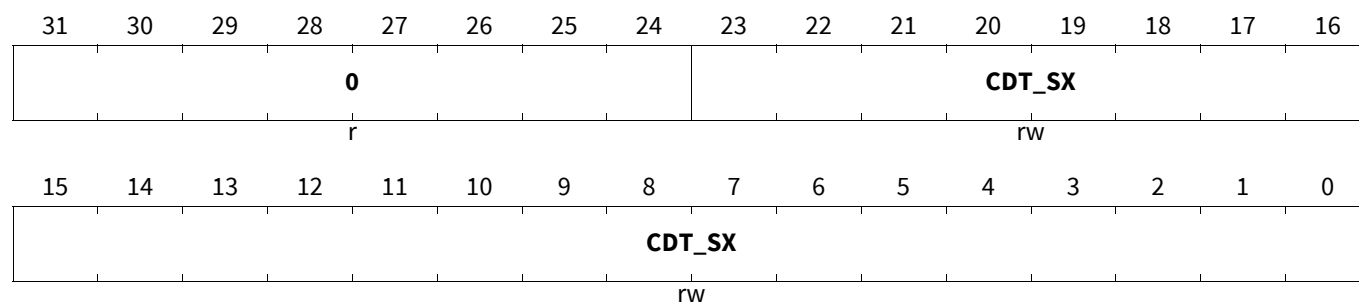 31 30 29 28 27 26 25 24 23 22 21 20 19 18 17 16
0 CDT_SX
r rw
15 14 13 12 11 10 9 8 7 6 5 4 3 2 1 0
CDT_SX
rw